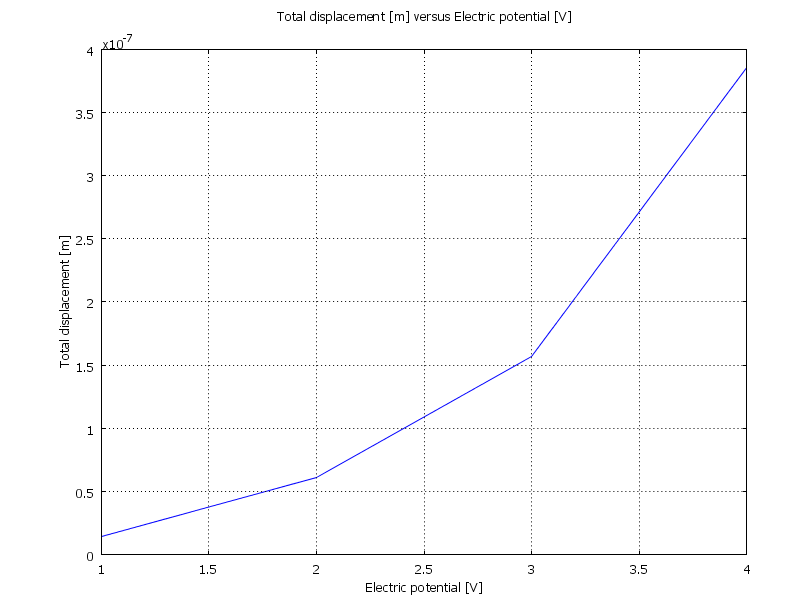 Total displacement [m] versus Electric potential [V]
x10-7
4
3.5
3
2.5
2
1.5
1
0.5
0
Total displacement [m]
1 1.5 2 2.5 3 3.5 4
Electric potential [V]